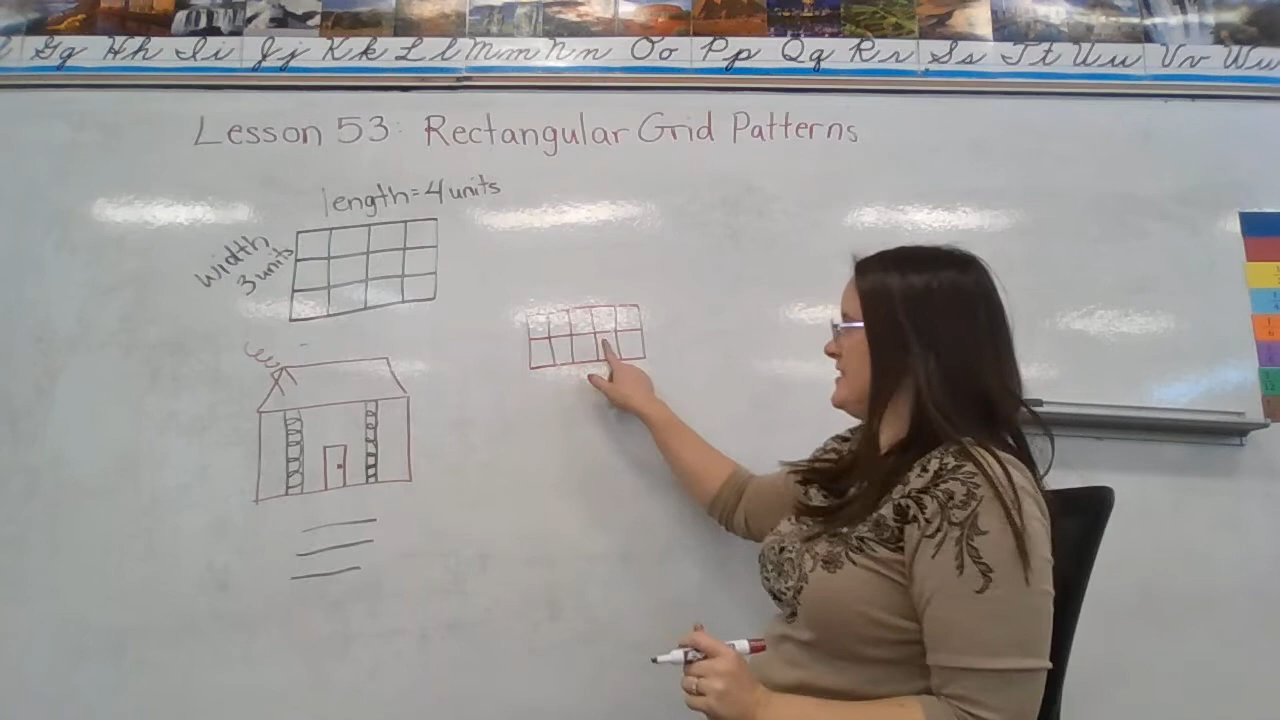 Gg Hh Ii Jj Kk Ll Mm Nn Oo Pp Qq Rr Ss Tt Uu Vv Ww
Lesson 53: Rectangular Grid Patterns
length=4 units
width
3 units